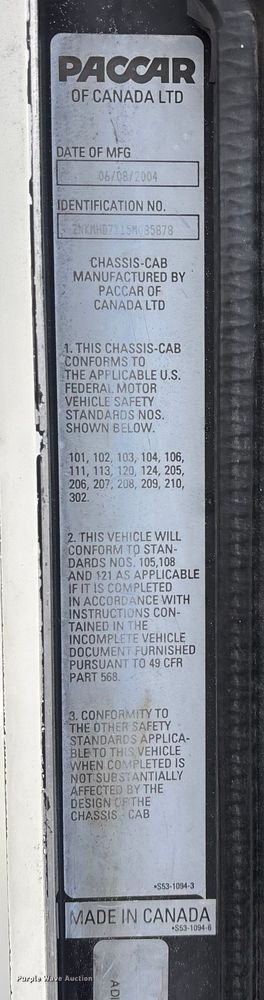 PACCAR
OF CANADA LTD
DATE OF MFG
06/08/2004
IDENTIFICATION NO.
CHASSIS-CAB
MANUFACTURED BY
PACCAR OF
CANADA LTD
1. THIS CHASSIS-CAB
CONFORMS TO
THE APPLICABLE U.S.
FEDERAL MOTOR
VEHICLE SAFETY
STANDARDS NOS.
SHOWN BELOW.
101, 102, 103, 104, 106,
111, 113, 120, 124, 205,
206, 207, 208, 209, 210,
302.
2. THIS VEHICLE WILL
CONFORM TO STAN-
DARDS NOS. 105,108
AND 121 AS APPLICABLE
IF IT IS COMPLETED
IN ACCORDANCE WITH
INSTRUCTIONS CON-
TAINED IN THE
INCOMPLETE VEHICLE
DOCUMENT FURNISHED
PURSUANT TO 49 CFR
PART 568.
3. CONFORMITY TO
THE OTHER SAFETY
STANDARDS APPLICA-
BLE TO THIS VEHICLE
WHEN COMPLETED IS
NOT SUBSTANTIALLY
AFFECTED BY THE
DESIGN OF THE
CHASSIS - CAB
•S53-1094-3
MADE IN CANADA
•S53-1094-6
Purple Wave Auction